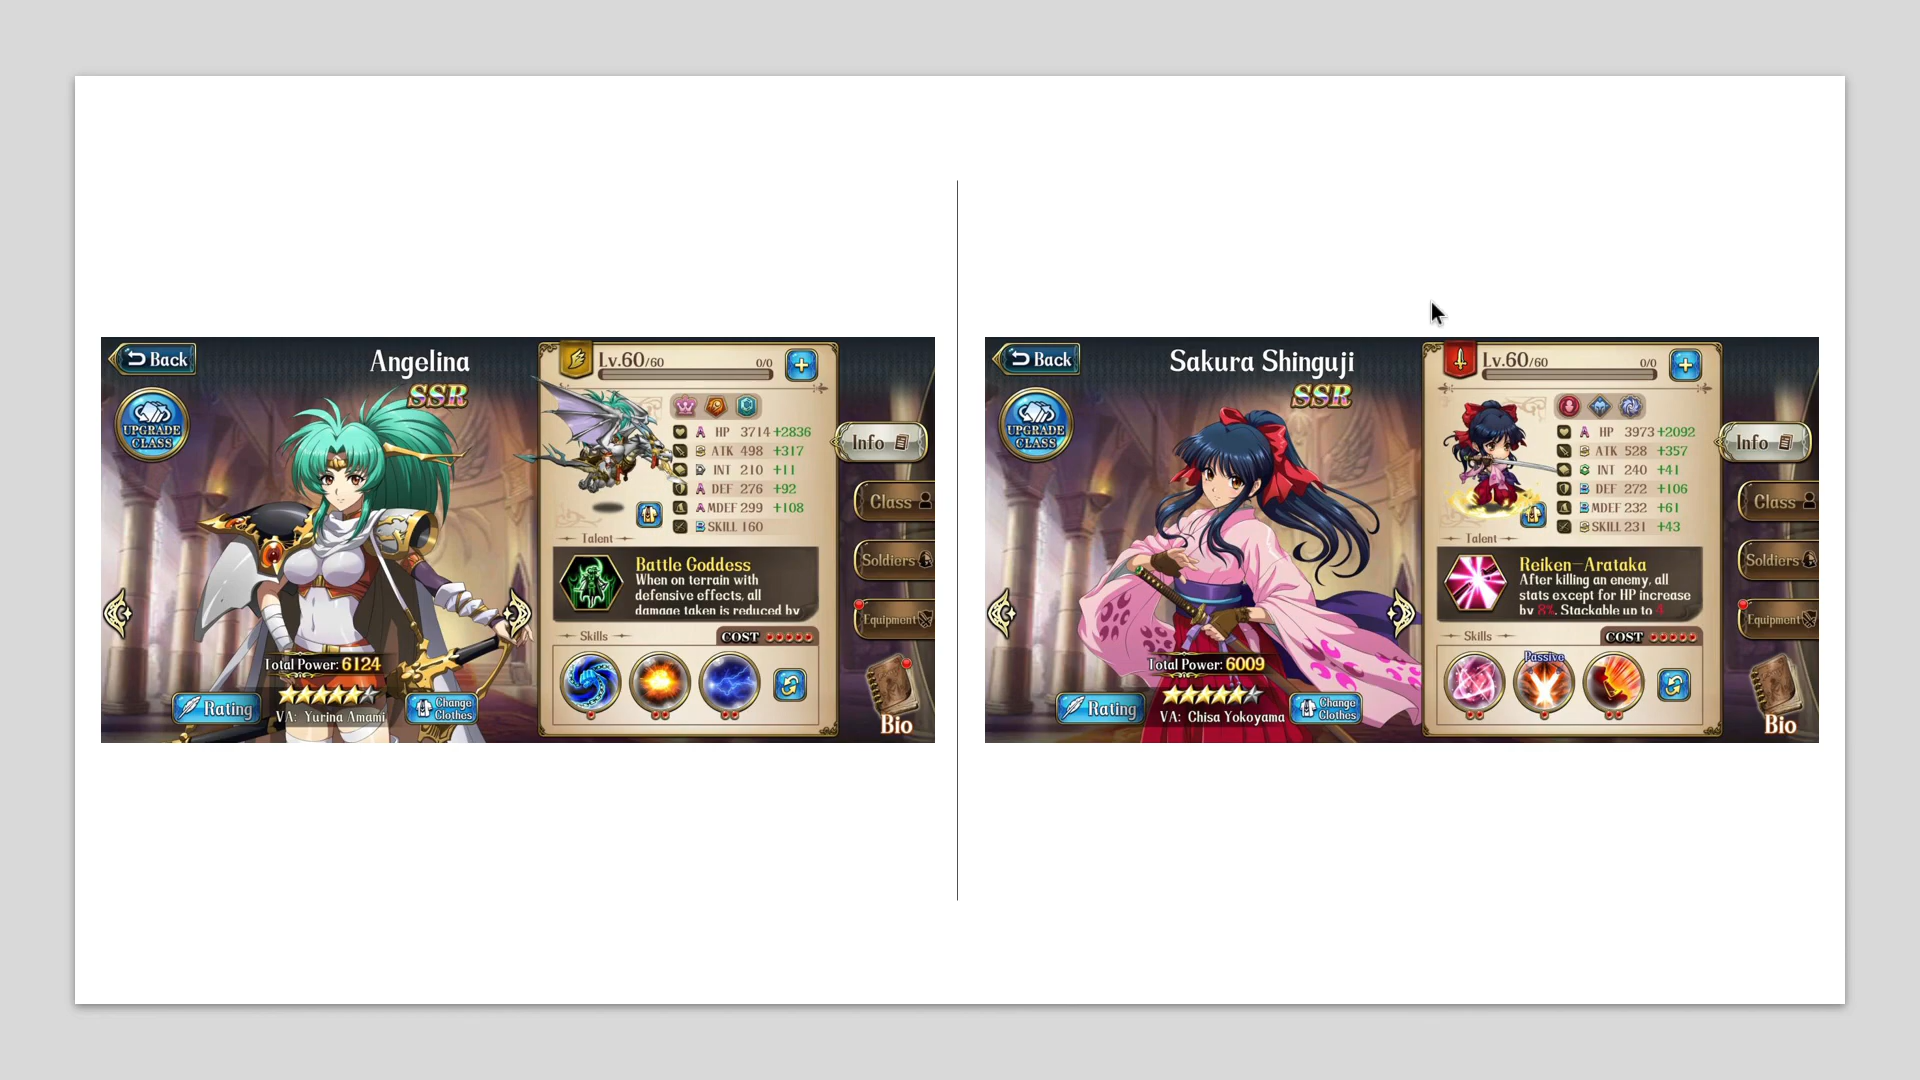 Back
Angelina
SSR
UPGRADE
CLASS
Lv.60/60
0/0
A HP 3714 +2836
S ATK 498 +317
D INT 210 +11
A DEF 276 +92
A MDEF 299 +108
B SKILL 160
Talent
Battle Goddess
When on terrain with
defensive effects, all
damage taken is reduced by
Skills
COST
Total Power: 6124
Rating
VA: Yurina Amami
Change
Clothes
Info
Class
Soldiers
Equipment
Bio
Back
Sakura Shinguji
SSR
UPGRADE
CLASS
Lv.60/60
0/0
A HP 3973 +2092
S ATK 528 +357
C INT 240 +41
B DEF 272 +106
B MDEF 232 +61
S SKILL 231 +43
Talent
Reiken—Arataka
After killing an enemy, all
stats except for HP increase
by 8%. Stackable up to 4
Skills
COST
Passive
Total Power: 6009
Rating
VA: Chisa Yokoyama
Change
Clothes
Info
Class
Soldiers
Equipment
Bio